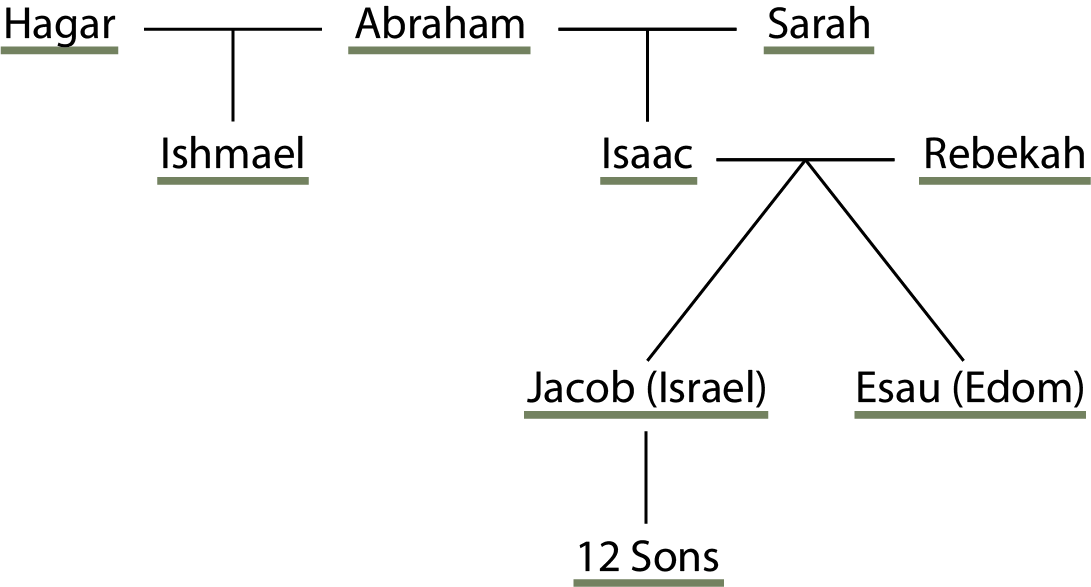 Hagar Abraham Sarah
Ishmael Isaac Rebekah
Jacob (Israel) Esau (Edom)
12 Sons